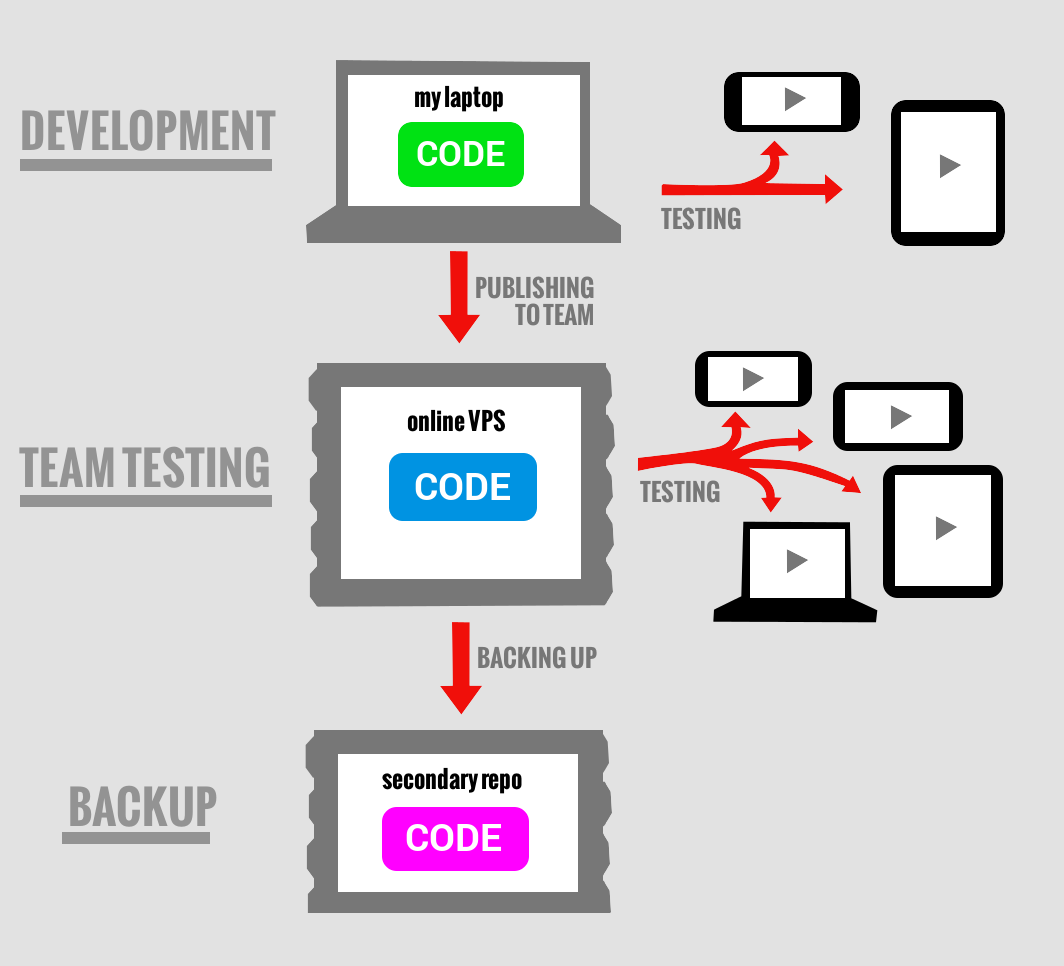 DEVELOPMENT
my laptop
CODE
TESTING
PUBLISHING
TO TEAM
TEAM TESTING
online VPS
CODE
TESTING
BACKING UP
BACKUP
secondary repo
CODE